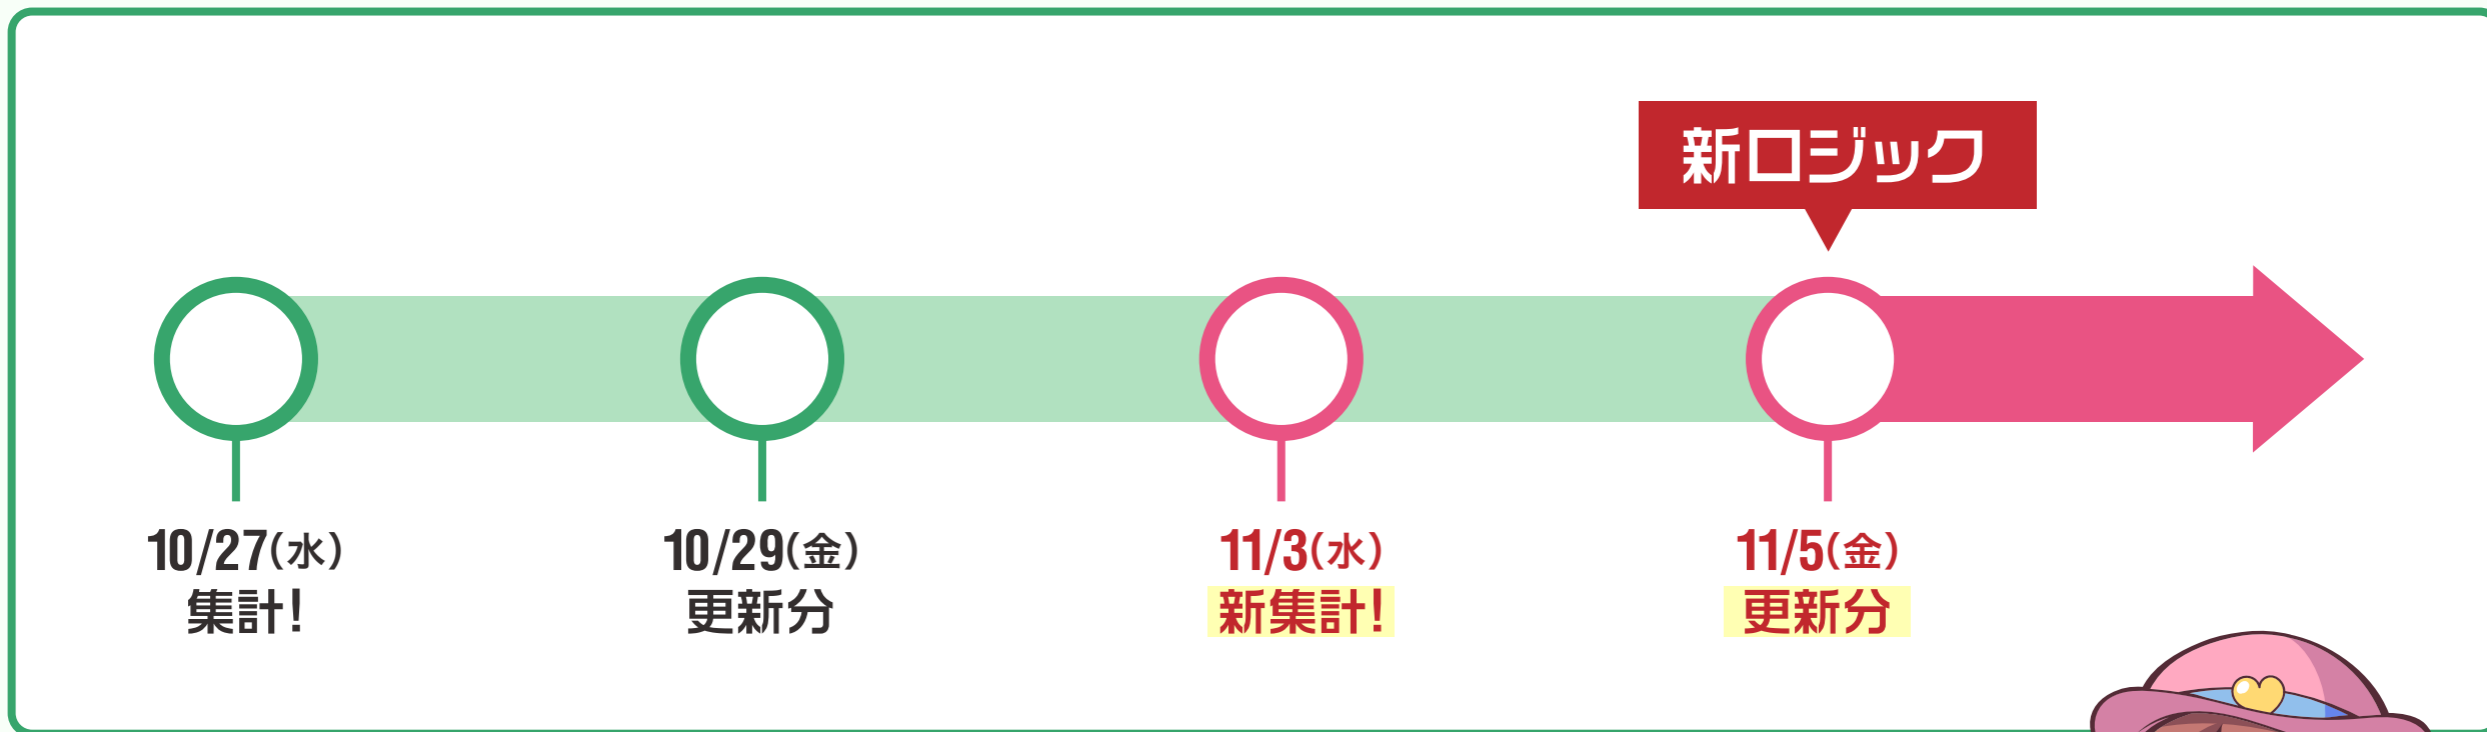 新ロジック
10/27(水)
集計!
10/29(金)
更新分
11/3(水)
新集計!
11/5(金)
更新分